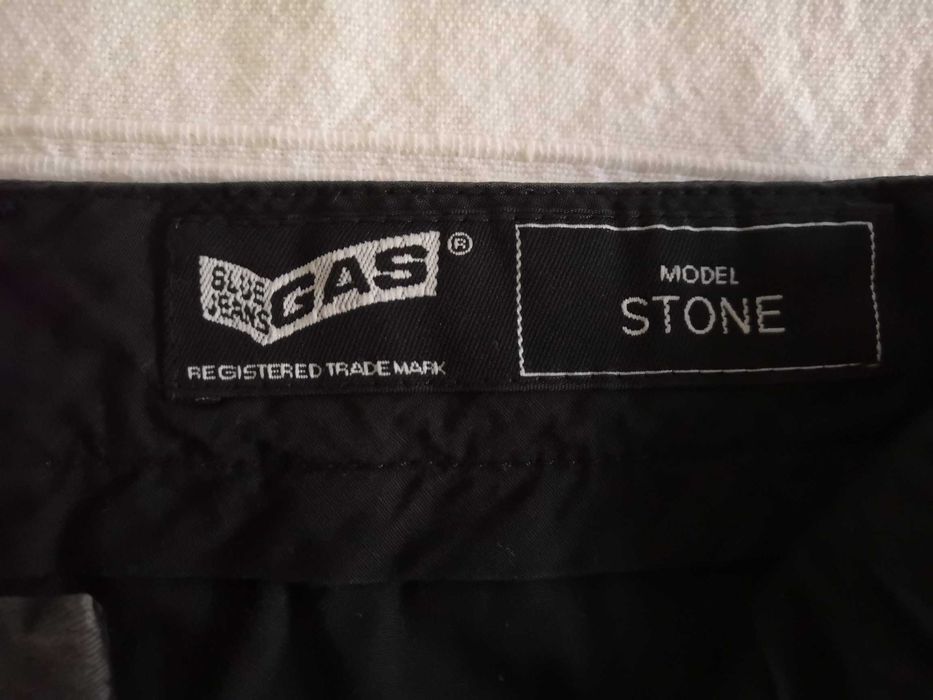 BLUE
JEANS
GAS ®
REGISTERED TRADE MARK
MODEL
STONE